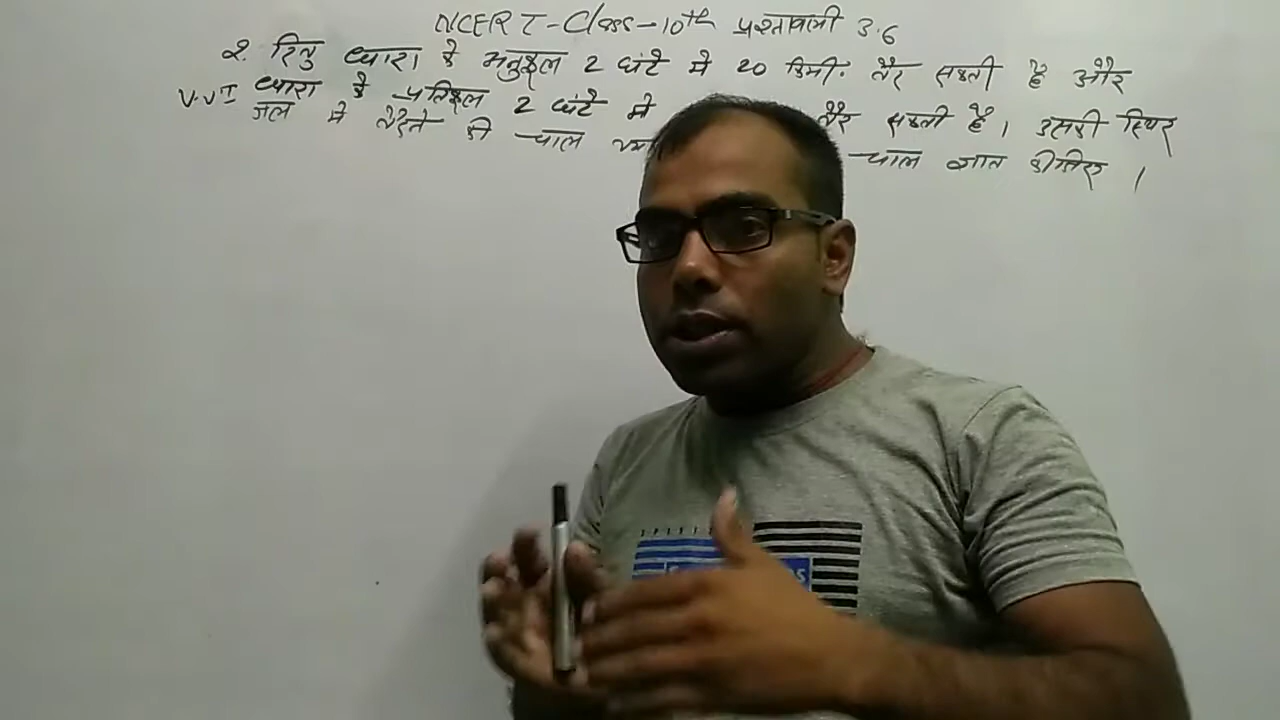 NCERT-Class-10th प्रश्नावली 3.6
2. रितु धारा के अनुकूल 2 घंटे में 20 किमी. तैर सकती है और
V.V.I धारा के प्रतिकूल 2 घंटे में तैर सकती है। उसकी स्थिर
जल में तैरने की चाल चाल ज्ञात कीजिए।